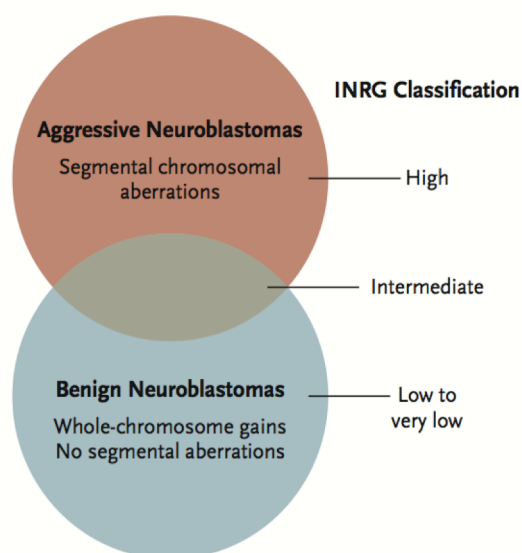 INRG Classification
Aggressive Neuroblastomas
Segmental chromosomal
aberrations
High
Intermediate
Benign Neuroblastomas
Whole-chromosome gains
No segmental aberrations
Low to
very low